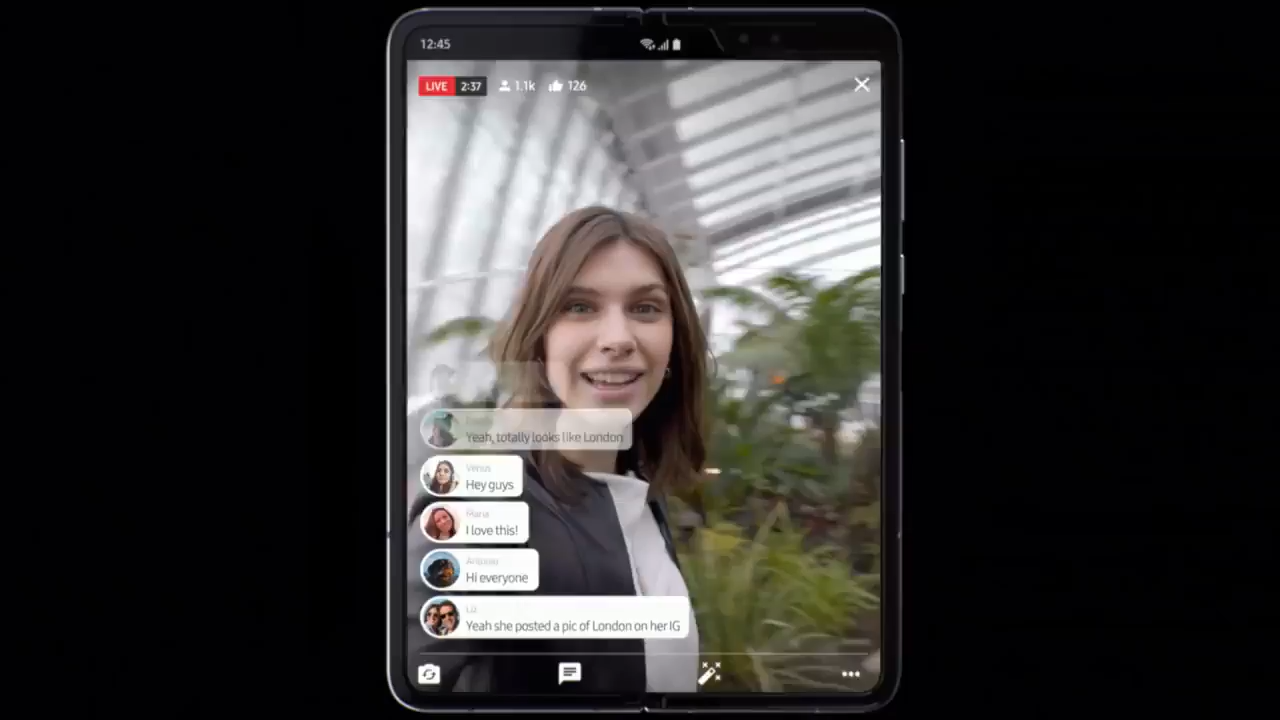 12:45
LIVE 2:37 1.1k 126
Yeah, totally looks like London
Venus
Hey guys
Maria
I love this!
Antonio
Hi everyone
Liz
Yeah she posted a pic of London on her IG